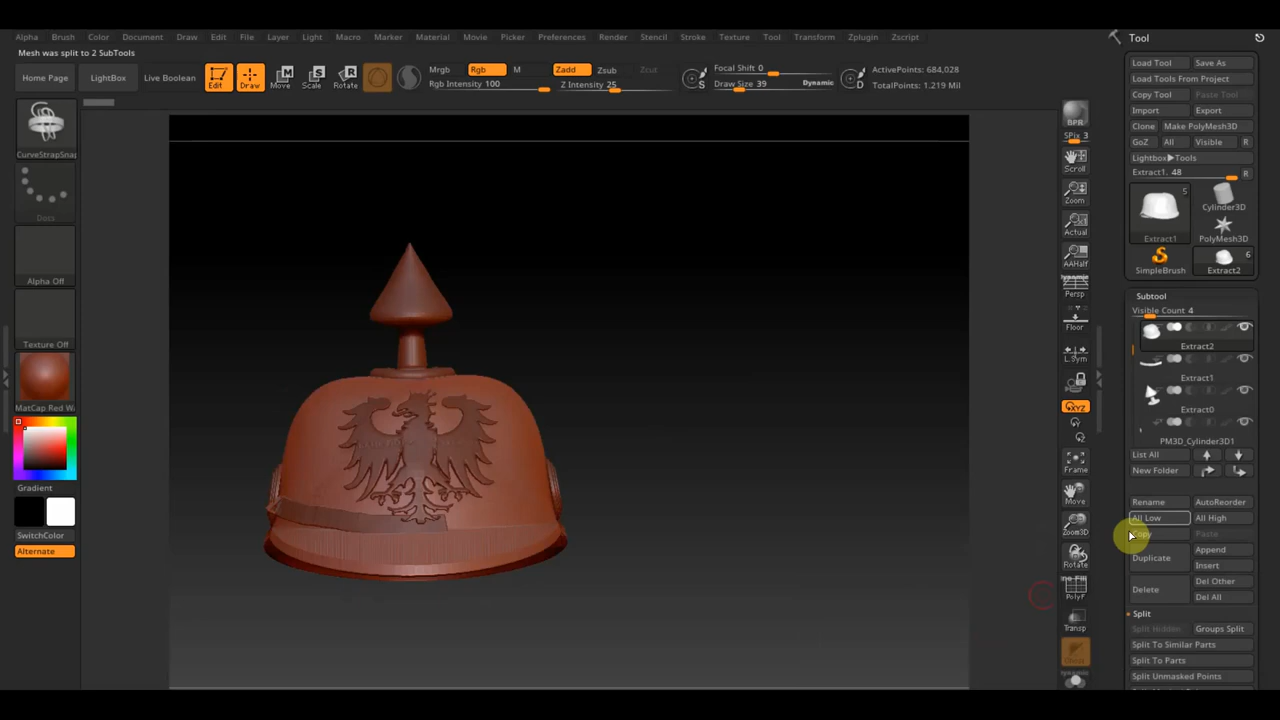 Alpha Brush Color Document Draw Edit File Layer Light Macro Marker Material Movie Picker Preferences Render Stencil Stroke Texture Tool Transform Zplugin Zscript
Tool
Mesh was split to 2 SubTools
Load Tool Save As
Home Page LightBox Live Boolean Edit Draw Move Scale Rotate
Mrgb Rgb M Zadd Zsub Zcut
Rgb Intensity 100 Z Intensity 25
Focal Shift 0
Draw Size 39 Dynamic
ActivePoints: 684,028
TotalPoints: 1.219 Mil
Load Tools From Project
Copy Tool Paste Tool
Import Export
Clone Make PolyMesh3D
GoZ All Visible R
Lightbox▶Tools
Extract1. 48 R
5
Cylinder3D
Extract1 PolyMesh3D
6
SimpleBrush Extract2
Subtool
Visible Count 4
Extract2
Extract1
Extract0
PM3D_Cylinder3D1
List All
New Folder
Rename AutoReorder
All Low All High
Copy Paste
Duplicate Append
Insert
Delete Del Other
Del All
Split
Split Hidden Groups Split
Split To Similar Parts
Split To Parts
Split Unmasked Points
BPR
SPix 3
Scroll
Zoom
Actual
AAHalf
Dynamic
Persp
Floor
L.Sym
XYZ
Frame
Move
Zoom3D
Rotate
PolyF
Transp
Dynamic
CurveStrapSnap
Dots
Alpha Off
Texture Off
MatCap Red Wa
Gradient
SwitchColor
Alternate